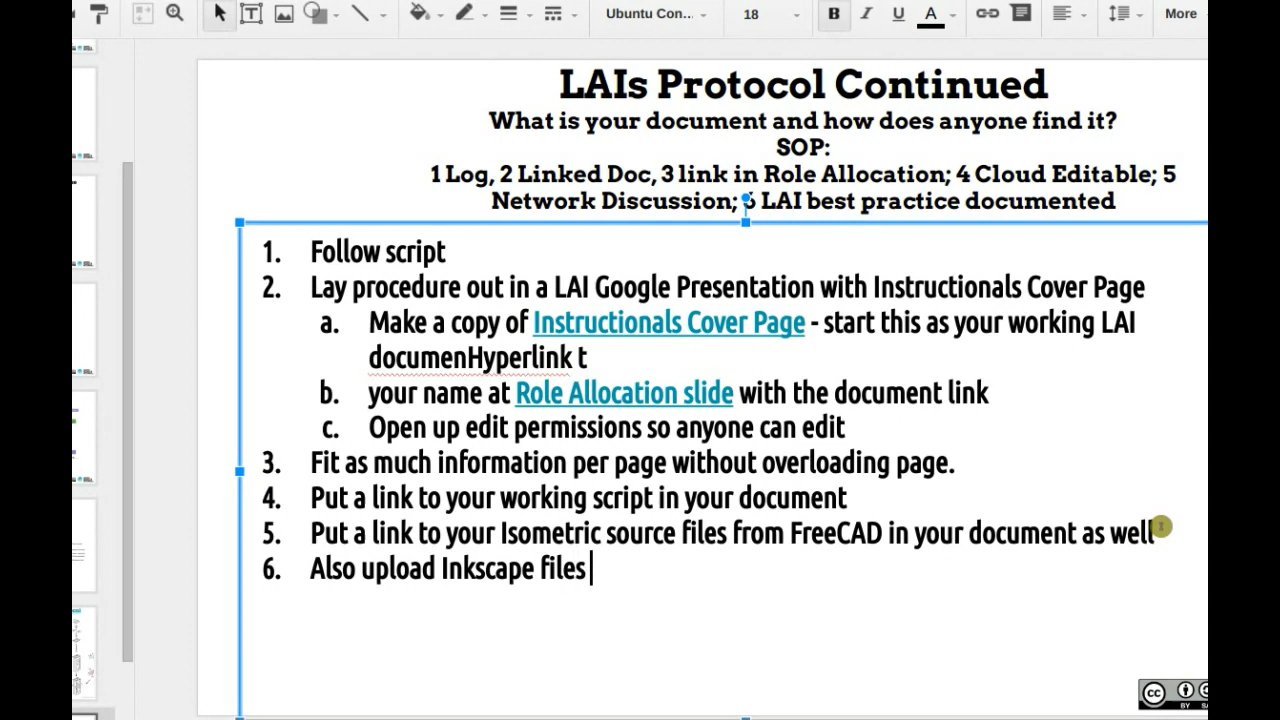 Ubuntu Con... 18 B I U A More
LAIs Protocol Continued
What is your document and how does anyone find it?
SOP:
1 Log, 2 Linked Doc, 3 link in Role Allocation; 4 Cloud Editable; 5
Network Discussion; 6 LAI best practice documented
1. Follow script
2. Lay procedure out in a LAI Google Presentation with Instructionals Cover Page
a. Make a copy of Instructionals Cover Page - start this as your working LAI
documenHyperlink t
b. your name at Role Allocation slide with the document link
c. Open up edit permissions so anyone can edit
3. Fit as much information per page without overloading page.
4. Put a link to your working script in your document
5. Put a link to your Isometric source files from FreeCAD in your document as well
6. Also upload Inkscape files
cc
BY